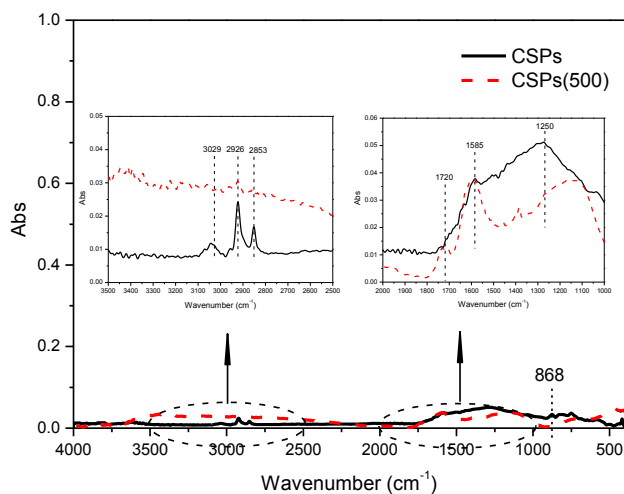 1.0
0.8
0.6
0.4
0.2
0.0
Abs
4000 3500 3000 2500 2000 1500 1000 500
Wavenumber (cm⁻¹)
CSPs
CSPs(500)
868
0.05
0.04
0.03
0.02
0.01
0.00
Abs
3029 2926 2853
3500 3400 3300 3200 3100 3000 2900 2800 2700 2600 2500
Wavenumber (cm⁻¹)
0.06
0.05
0.04
0.03
0.02
0.01
0.00
Abs
1720 1585 1250
2000 1900 1800 1700 1600 1500 1400 1300 1200 1100 1000
Wavenumber (cm⁻¹)